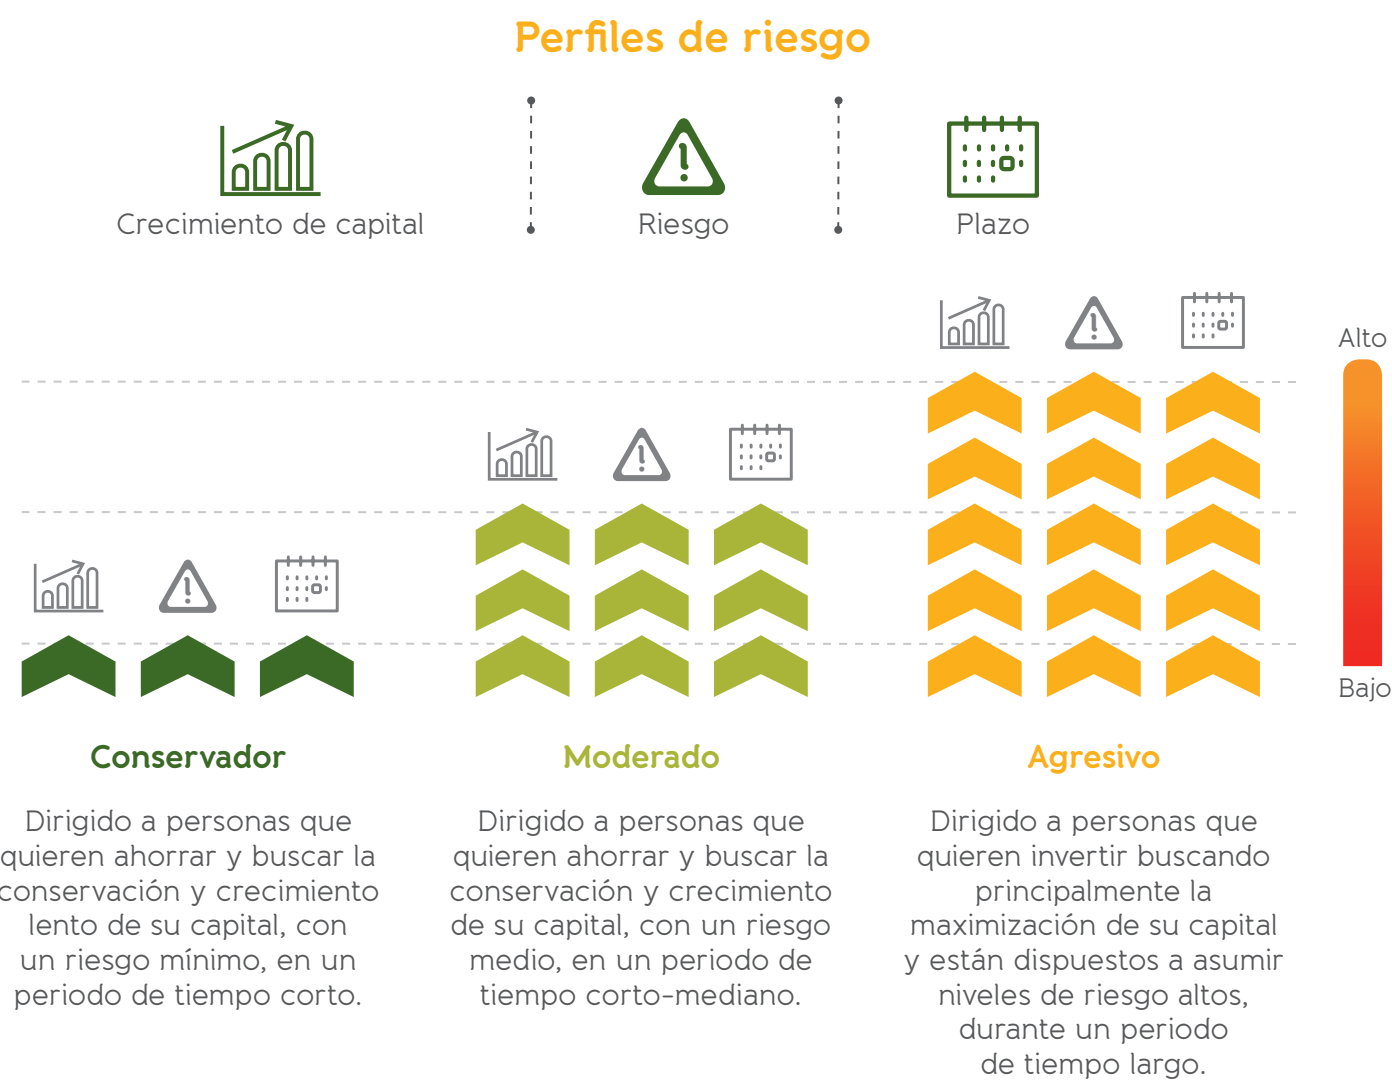 Perfiles de riesgo
Crecimiento de capital
Riesgo
Plazo
Alto
Bajo
Conservador
Dirigido a personas que
quieren ahorrar y buscar la
conservación y crecimiento
lento de su capital, con
un riesgo mínimo, en un
periodo de tiempo corto.
Moderado
Dirigido a personas que
quieren ahorrar y buscar la
conservación y crecimiento
de su capital, con un riesgo
medio, en un periodo de
tiempo corto-mediano.
Agresivo
Dirigido a personas que
quieren invertir buscando
principalmente la
maximización de su capital
y están dispuestos a asumir
niveles de riesgo altos,
durante un periodo
de tiempo largo.